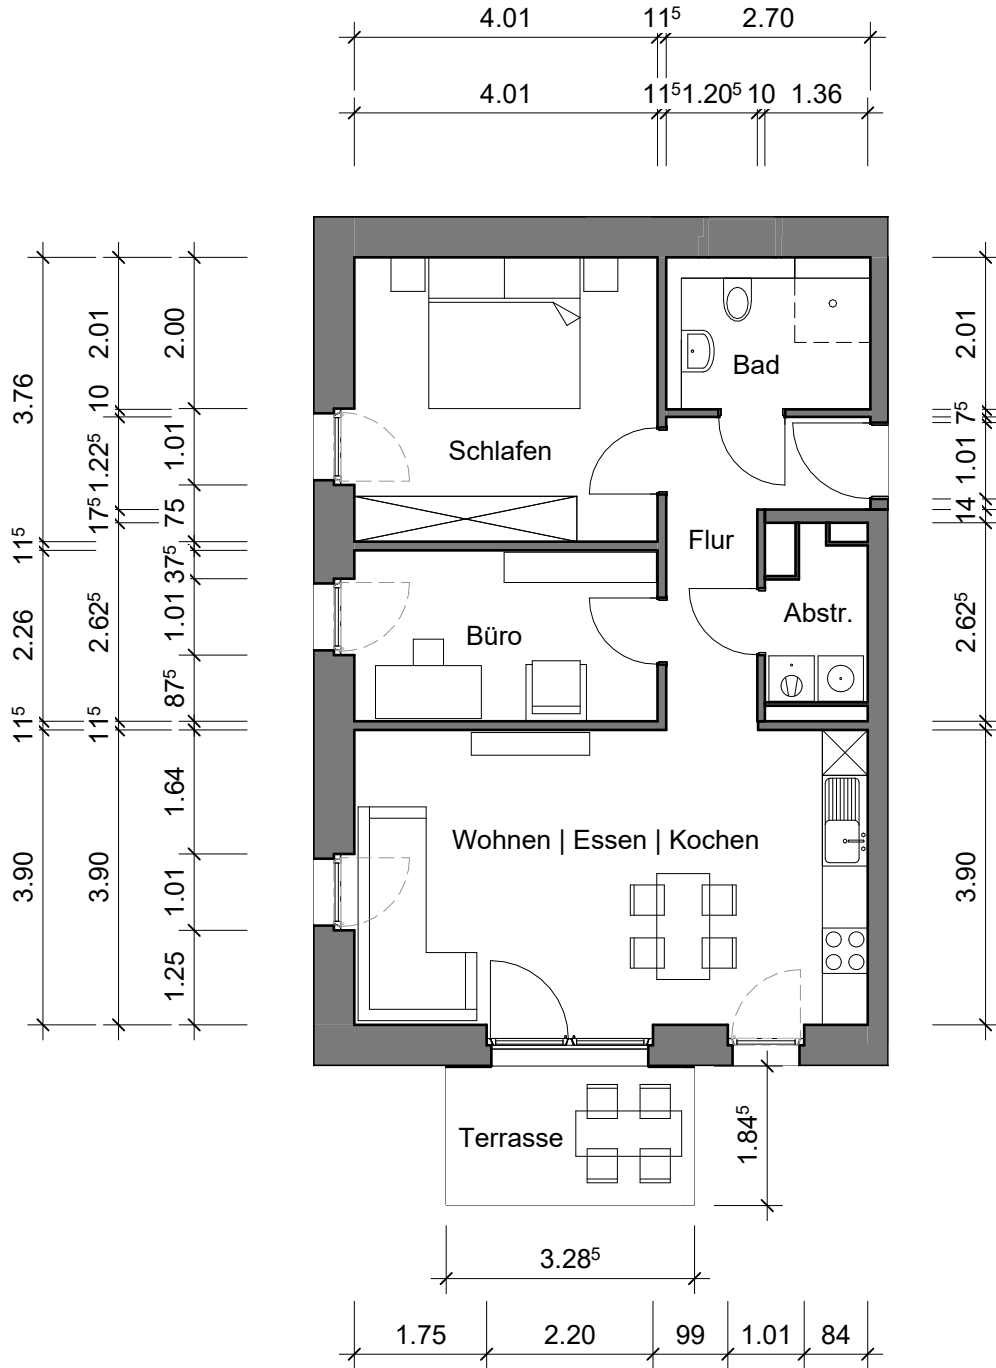 4.01 11⁵ 2.70
4.01 11⁵ 1.20⁵ 10 1.36
3.76
11⁵
2.26
11⁵
3.90
2.01
10
1.22⁵
17⁵
2.62⁵
11⁵
3.90
2.00
1.01
75
37⁵
1.01
87⁵
1.64
1.01
1.25
Bad
Schlafen
Flur
Büro
Abstr.
Wohnen | Essen | Kochen
Terrasse
2.01
7⁵
1.01
14
2.62⁵
3.90
1.84⁵
3.28⁵
1.75 2.20 99 1.01 84